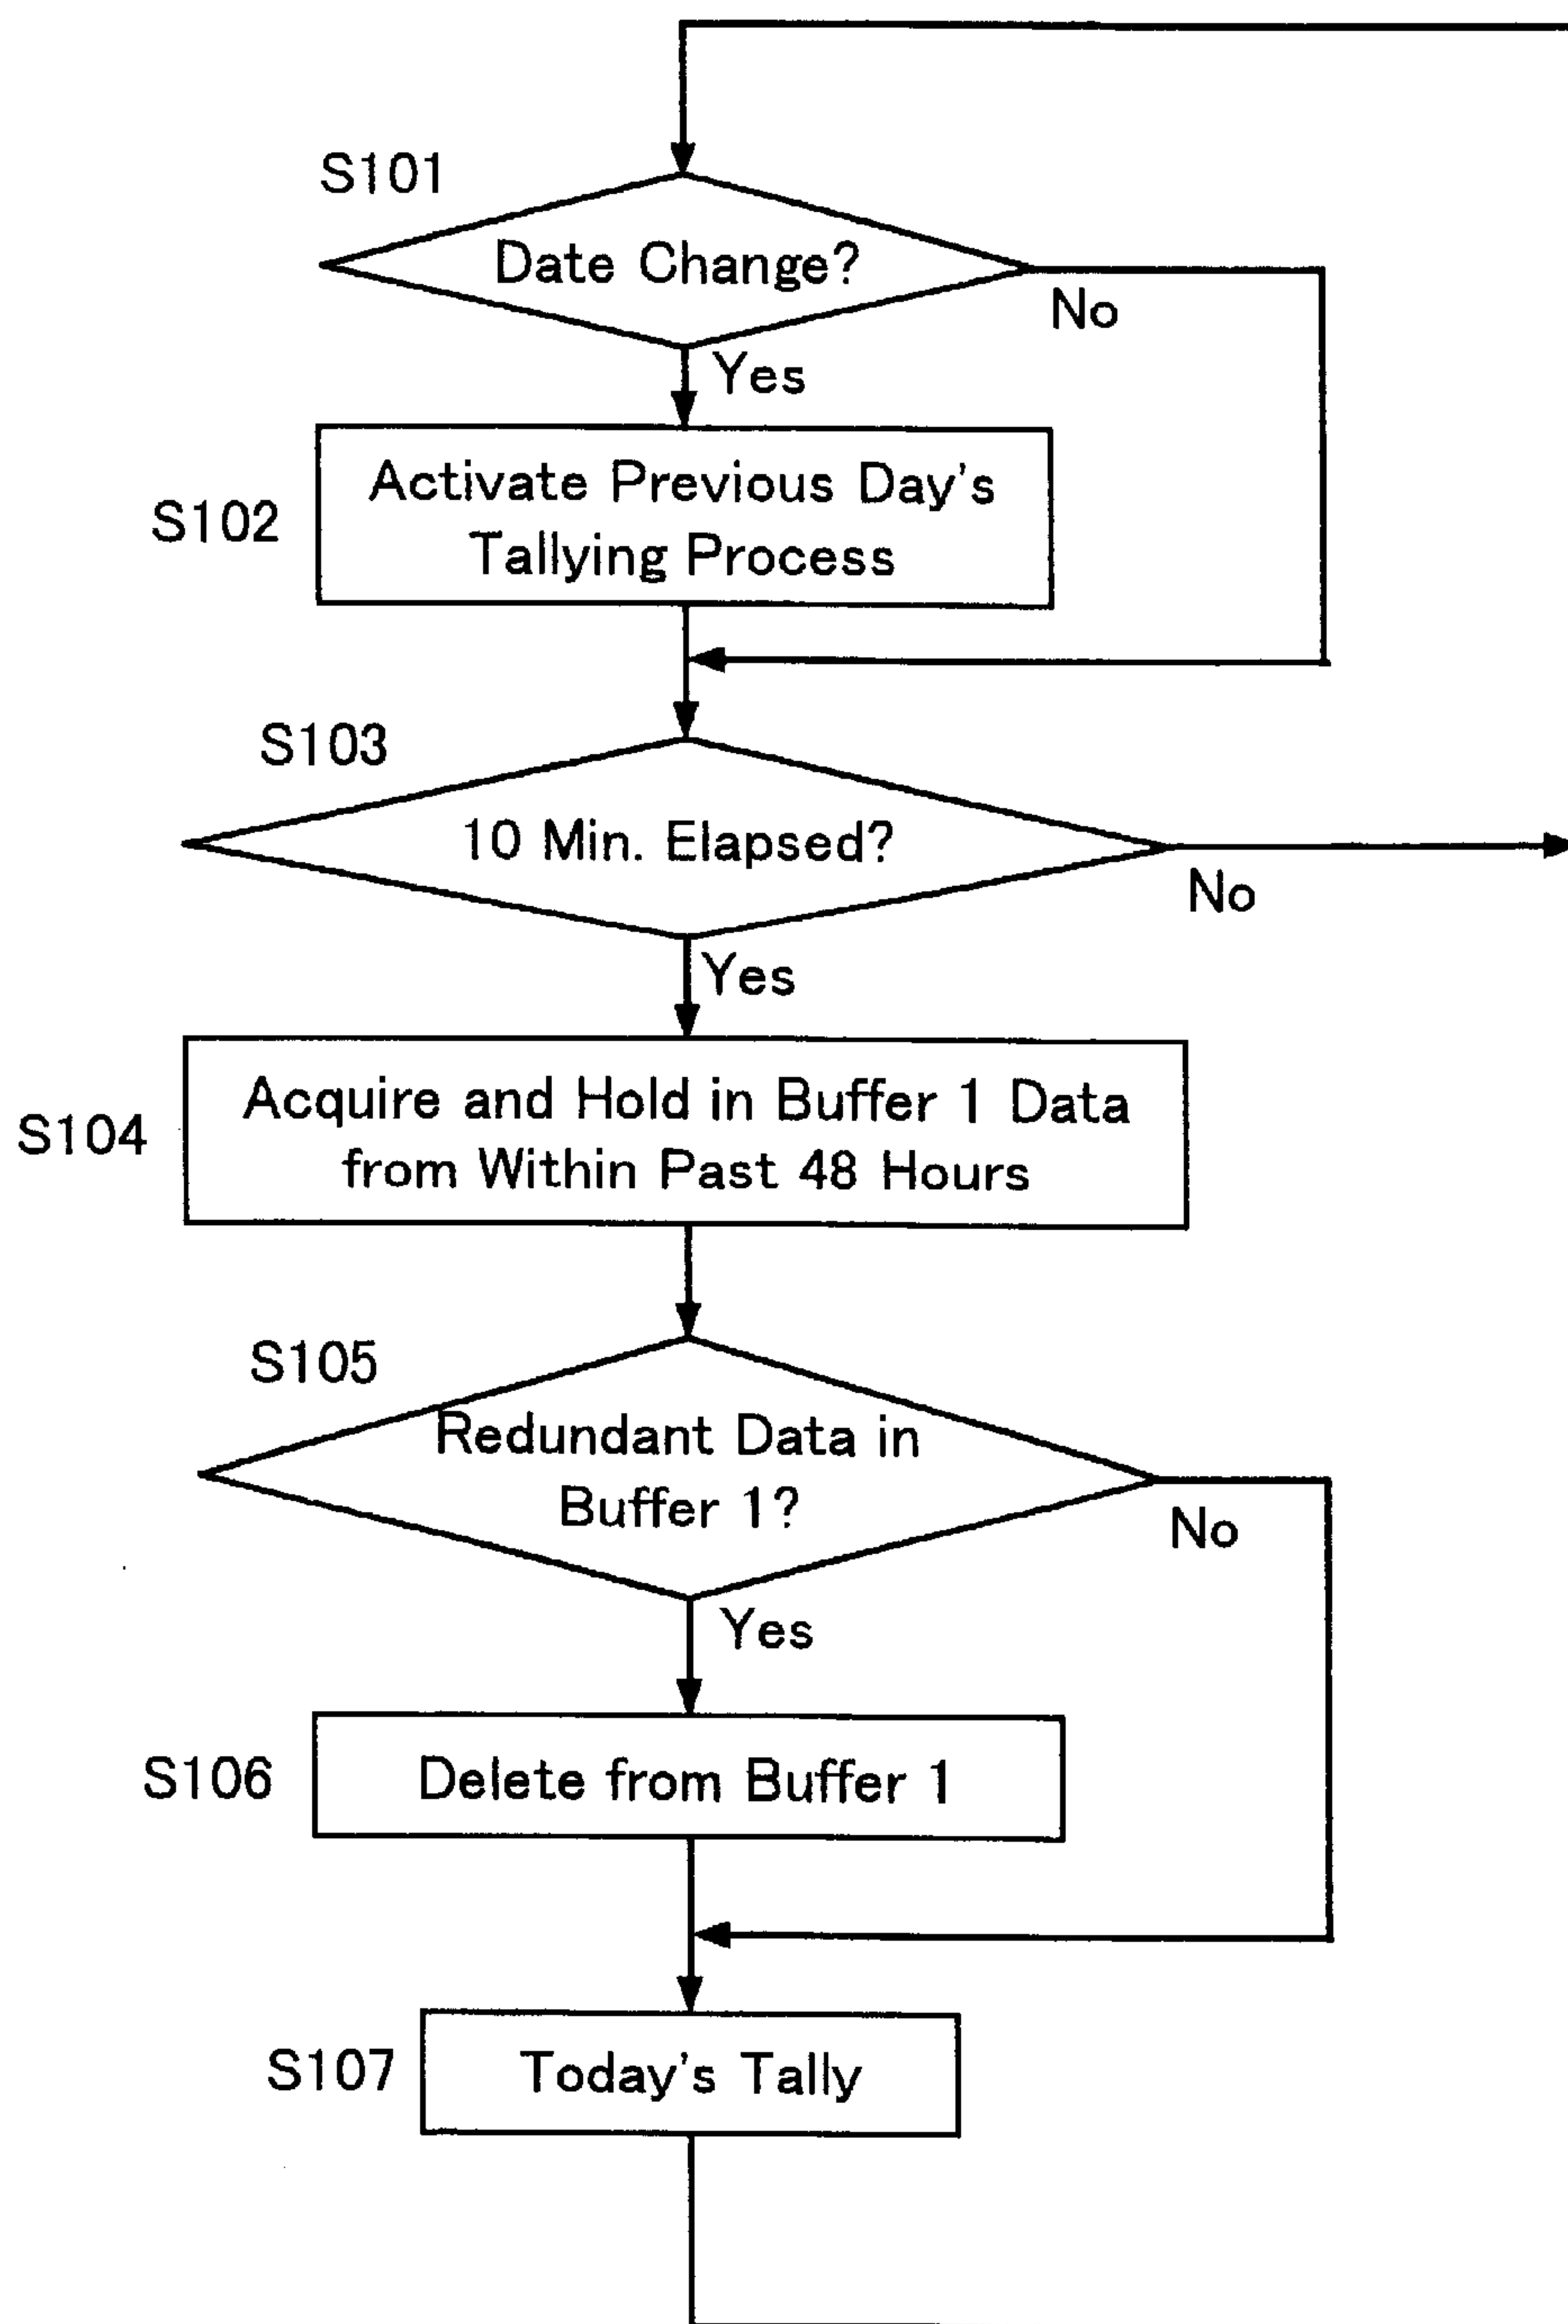 S101
Date Change?
No
Yes
S102
Activate Previous Day's
Tallying Process
S103
10 Min. Elapsed?
No
Yes
S104
Acquire and Hold in Buffer 1 Data
from Within Past 48 Hours
S105
Redundant Data in
Buffer 1?
No
Yes
S106
Delete from Buffer 1
S107
Today's Tally